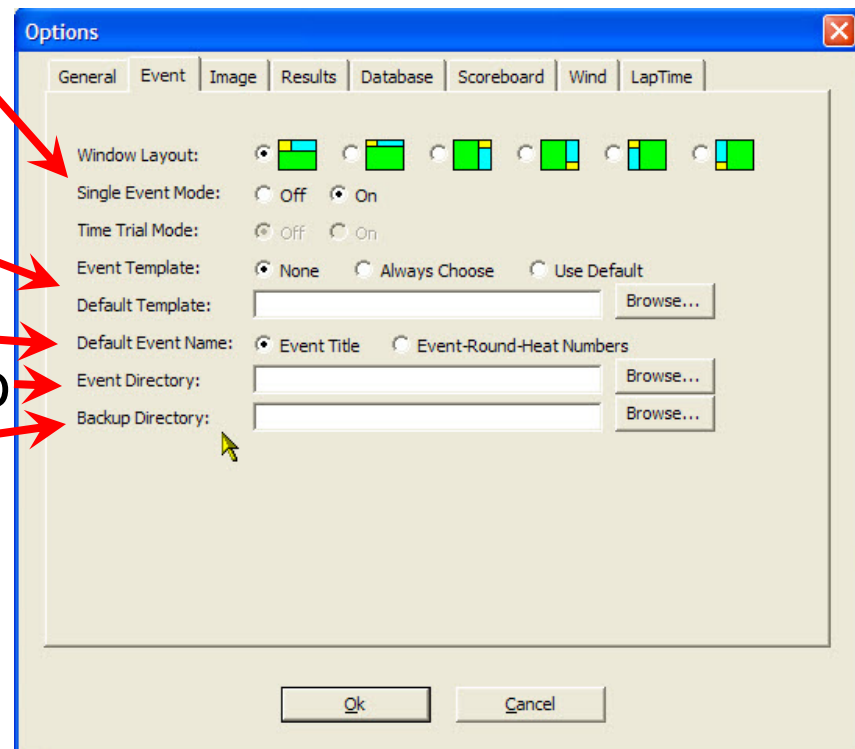 Options
General Event Image Results Database Scoreboard Wind LapTime
Window Layout:
Single Event Mode: Off On
Time Trial Mode: Off On
Event Template: None Always Choose Use Default
Default Template: Browse...
Default Event Name: Event Title Event-Round-Heat Numbers
Event Directory: Browse...
Backup Directory: Browse...
Ok Cancel